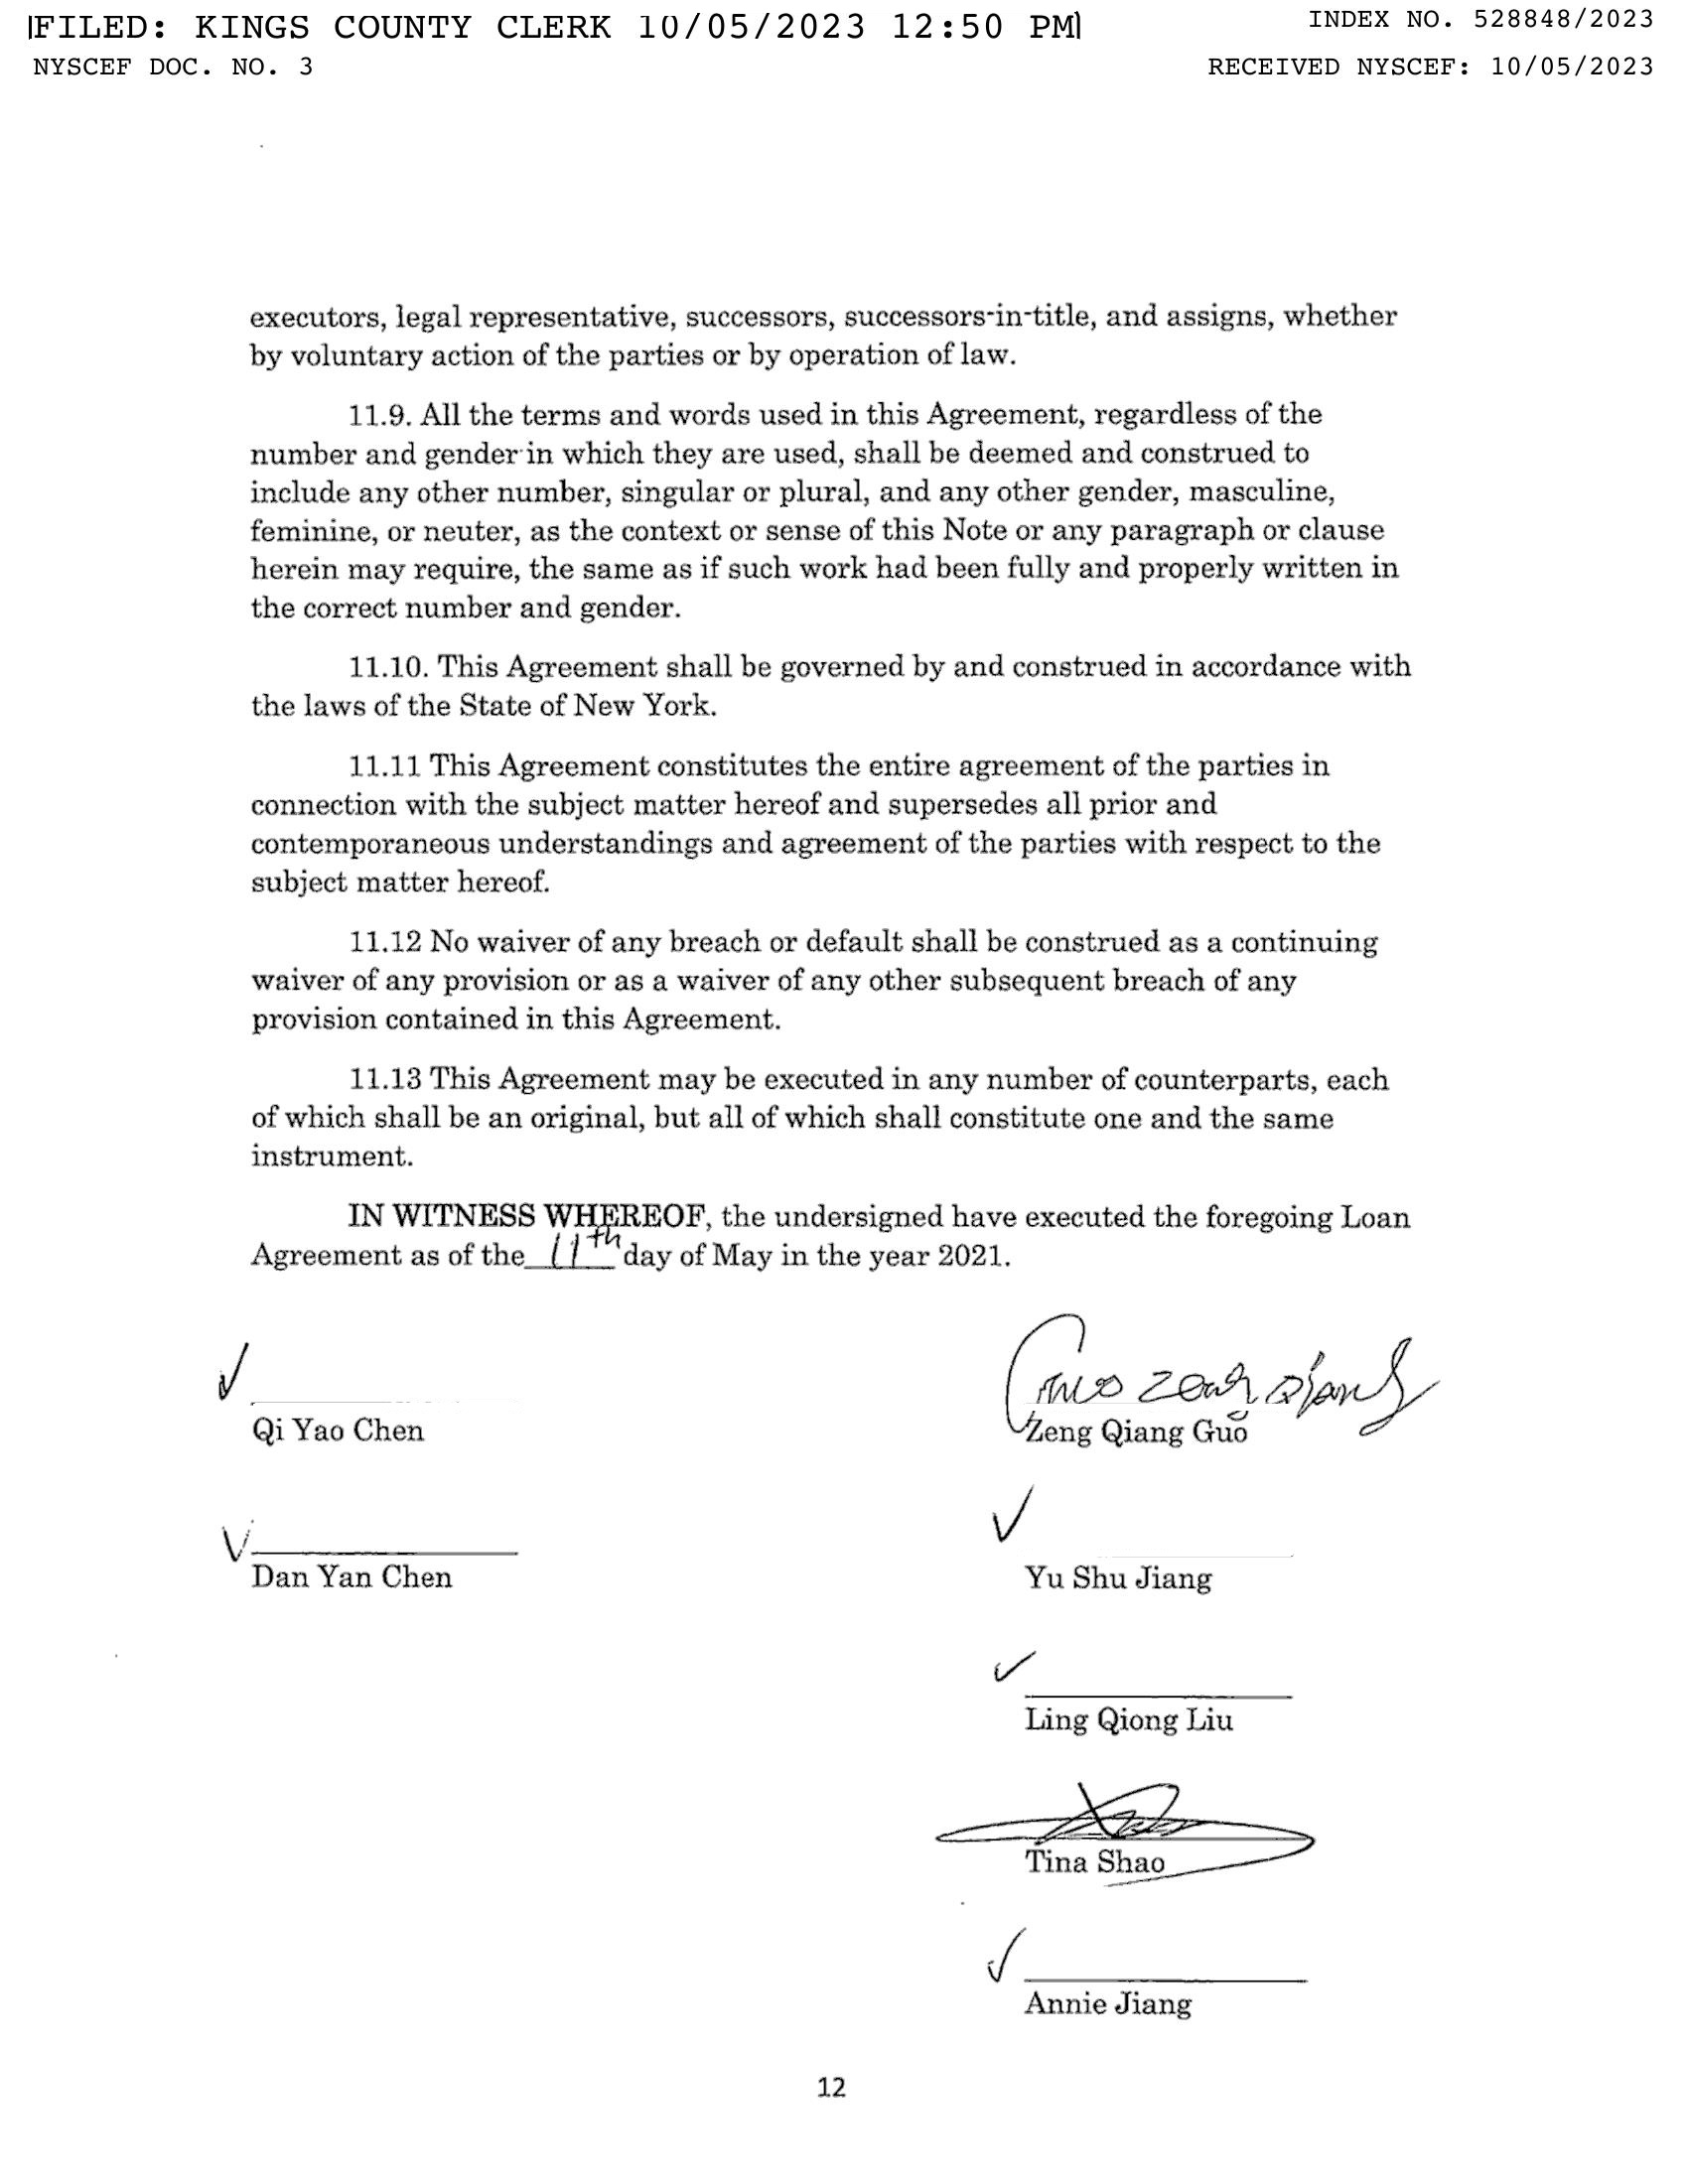 FILED: KINGS COUNTY CLERK 10/05/2023 12:50 PM
INDEX NO. 528848/2023
NYSCEF DOC. NO. 3
RECEIVED NYSCEF: 10/05/2023
executors, legal representative, successors, successors-in-title, and assigns, whether
by voluntary action of the parties or by operation of law.
11.9. All the terms and words used in this Agreement, regardless of the
number and gender in which they are used, shall be deemed and construed to
include any other number, singular or plural, and any other gender, masculine,
feminine, or neuter, as the context or sense of this Note or any paragraph or clause
herein may require, the same as if such work had been fully and properly written in
the correct number and gender.
11.10. This Agreement shall be governed by and construed in accordance with
the laws of the State of New York.
11.11 This Agreement constitutes the entire agreement of the parties in
connection with the subject matter hereof and supersedes all prior and
contemporaneous understandings and agreement of the parties with respect to the
subject matter hereof.
11.12 No waiver of any breach or default shall be construed as a continuing
waiver of any provision or as a waiver of any other subsequent breach of any
provision contained in this Agreement.
11.13 This Agreement may be executed in any number of counterparts, each
of which shall be an original, but all of which shall constitute one and the same
instrument.
IN WITNESS WHEREOF, the undersigned have executed the foregoing Loan
Agreement as of the 11th day of May in the year 2021.
Guo Zeng Qiang
Qi Yao Chen
Zeng Qiang Guo
Dan Yan Chen
Yu Shu Jiang
Ling Qiong Liu
Tina Shao
Annie Jiang
12